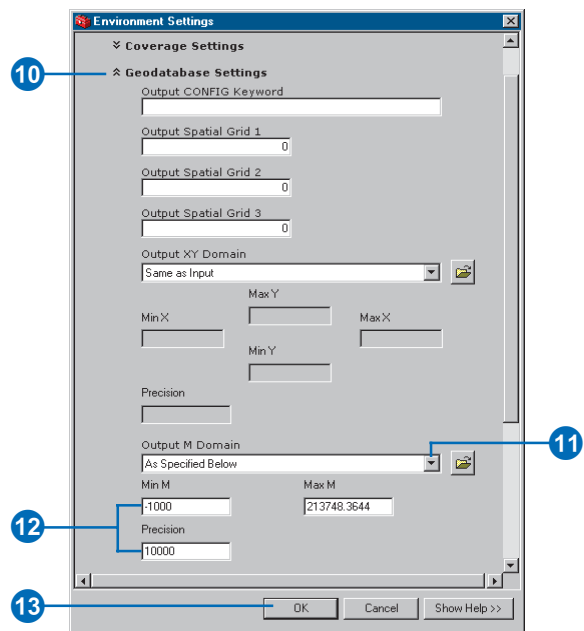 Environment Settings
Coverage Settings
10
Geodatabase Settings
Output CONFIG Keyword
Output Spatial Grid 1
0
Output Spatial Grid 2
0
Output Spatial Grid 3
0
Output XY Domain
Same as Input
Max Y
Min X
Max X
Min Y
Precision
Output M Domain
11
As Specified Below
Min M
Max M
12
-1000
213748.3644
Precision
10000
13
OK
Cancel
Show Help >>